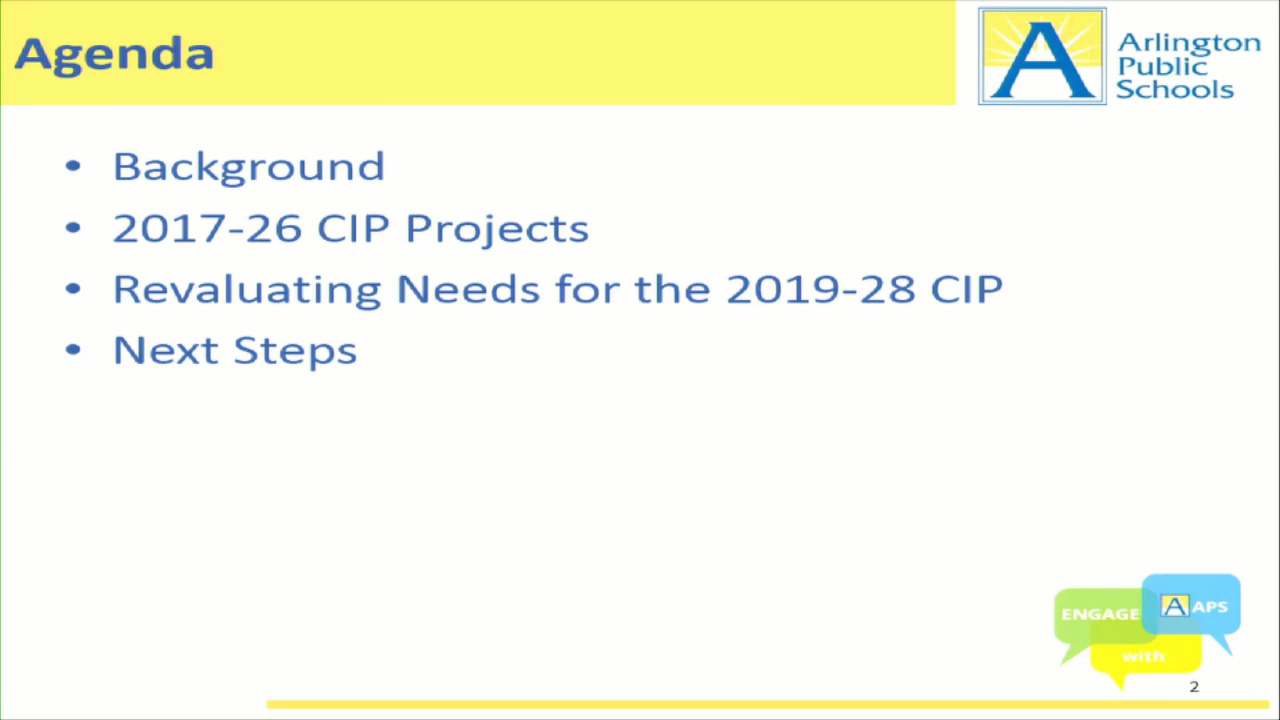 Agenda
A
Arlington
Public
Schools
• Background
• 2017-26 CIP Projects
• Revaluating Needs for the 2019-28 CIP
• Next Steps
ENGAGE
A APS
with
2